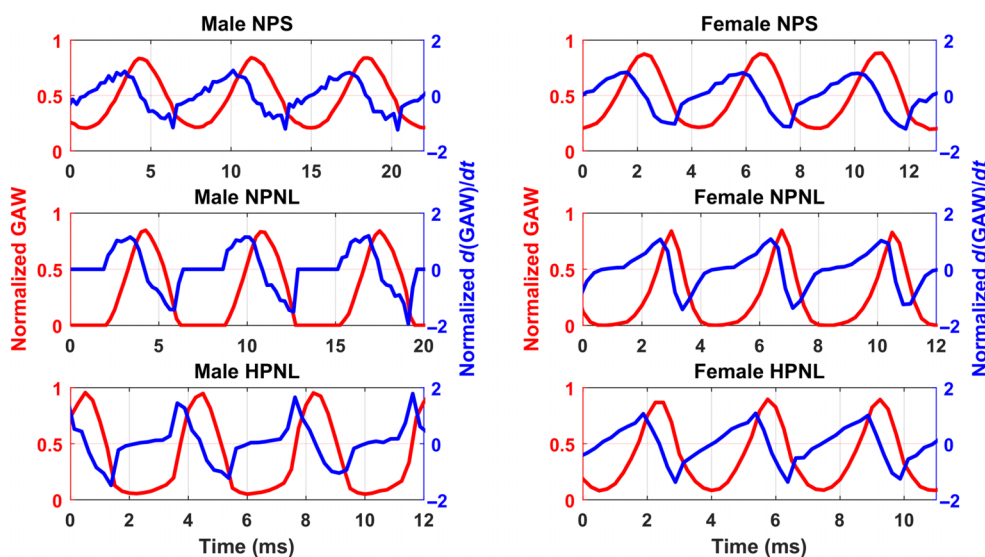 Male NPS
Female NPS
1
0.5
0
2
0
−2
0 5 10 15 20
1
0.5
0
2
0
−2
0 2 4 6 8 10 12
Male NPNL
Female NPNL
Normalized GAW
1
0.5
0
2
0
−2
Normalized d(GAW)/dt
0 5 10 15 20
Normalized GAW
1
0.5
0
2
0
−2
Normalized d(GAW)/dt
0 2 4 6 8 10 12
Male HPNL
Female HPNL
1
0.5
0
2
0
−2
0 2 4 6 8 10 12
1
0.5
0
2
0
−2
0 2 4 6 8 10
Time (ms)
Time (ms)